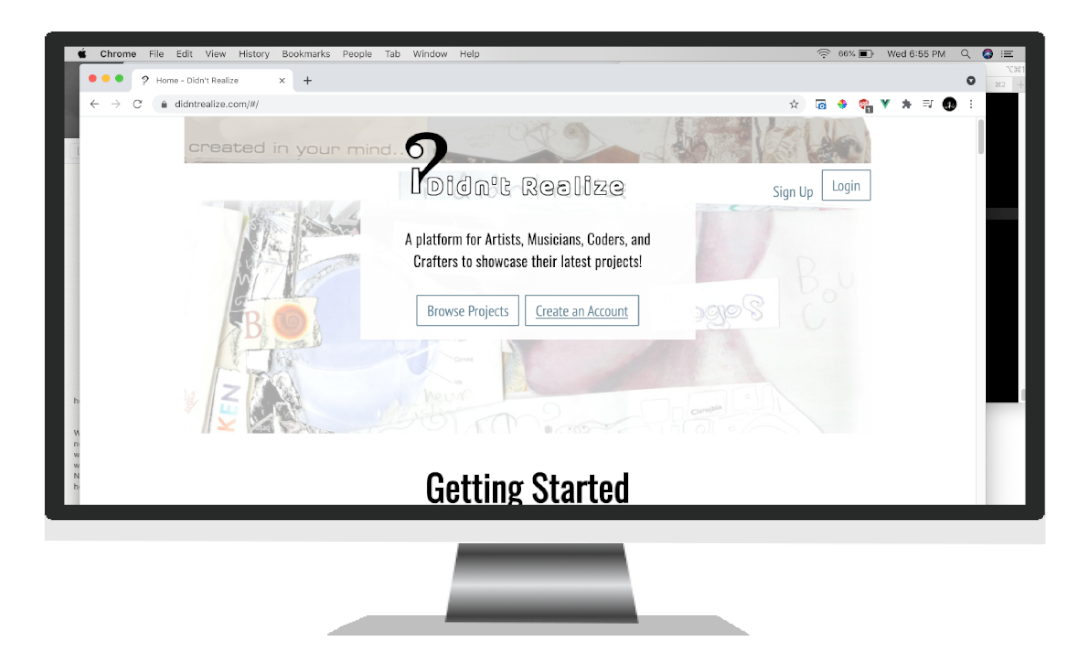 Chrome File Edit View History Bookmarks People Tab Window Help 66% Wed 6:55 PM
? Home - Didn't Realize
didntrealize.com/#/
created in your mind..
Didn't Realize
Sign Up Login
A platform for Artists, Musicians, Coders, and
Crafters to showcase their latest projects!
Browse Projects Create an Account
BO
KEN
Getting Started